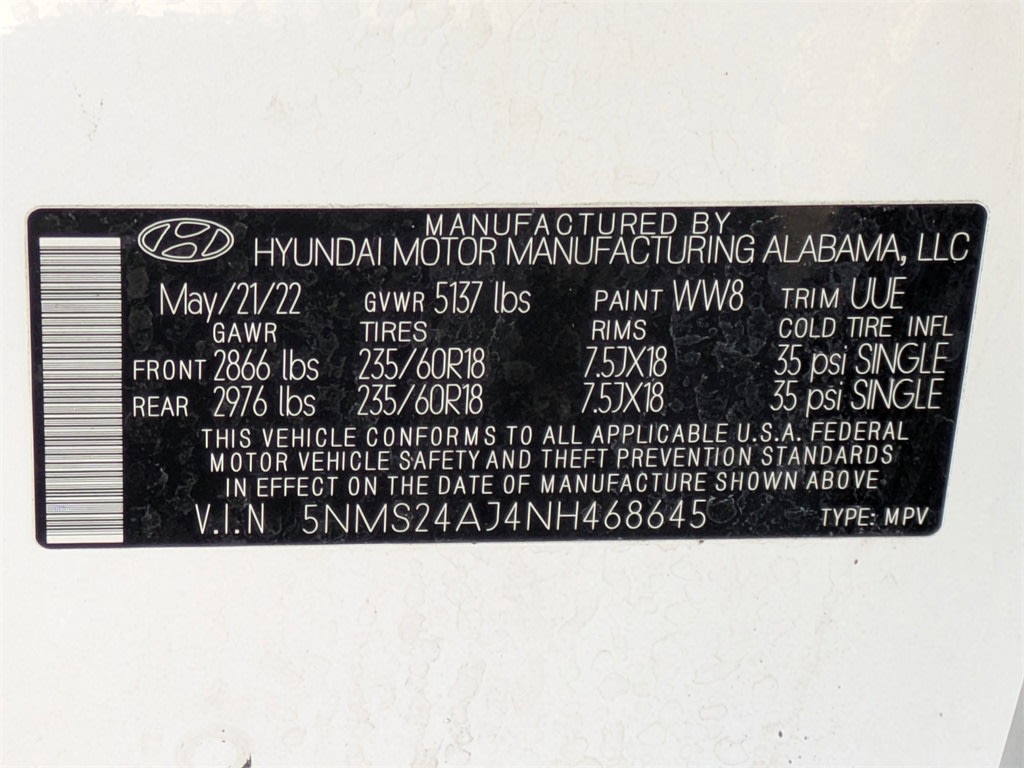 MANUFACTURED BY
HYUNDAI MOTOR MANUFACTURING ALABAMA, LLC
May/21/22 GVWR 5137 lbs PAINT WW8 TRIM UUE
GAWR TIRES RIMS COLD TIRE INFL
FRONT 2866 lbs 235/60R18 7.5JX18 35 psi SINGLE
REAR 2976 lbs 235/60R18 7.5JX18 35 psi SINGLE
THIS VEHICLE CONFORMS TO ALL APPLICABLE U.S.A. FEDERAL
MOTOR VEHICLE SAFETY AND THEFT PREVENTION STANDARDS
IN EFFECT ON THE DATE OF MANUFACTURE SHOWN ABOVE
V.I.N 5NMS24AJ4NH468645 TYPE: MPV